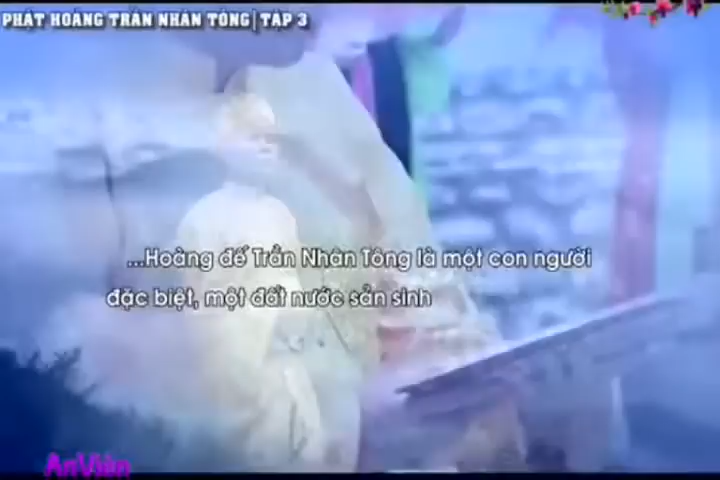 PHẬT HOÀNG TRẦN NHÂN TÔNG | TẬP 3
...Hoàng đế Trần Nhân Tông là một con người
đặc biệt, một đất nước sản sinh
AnViên